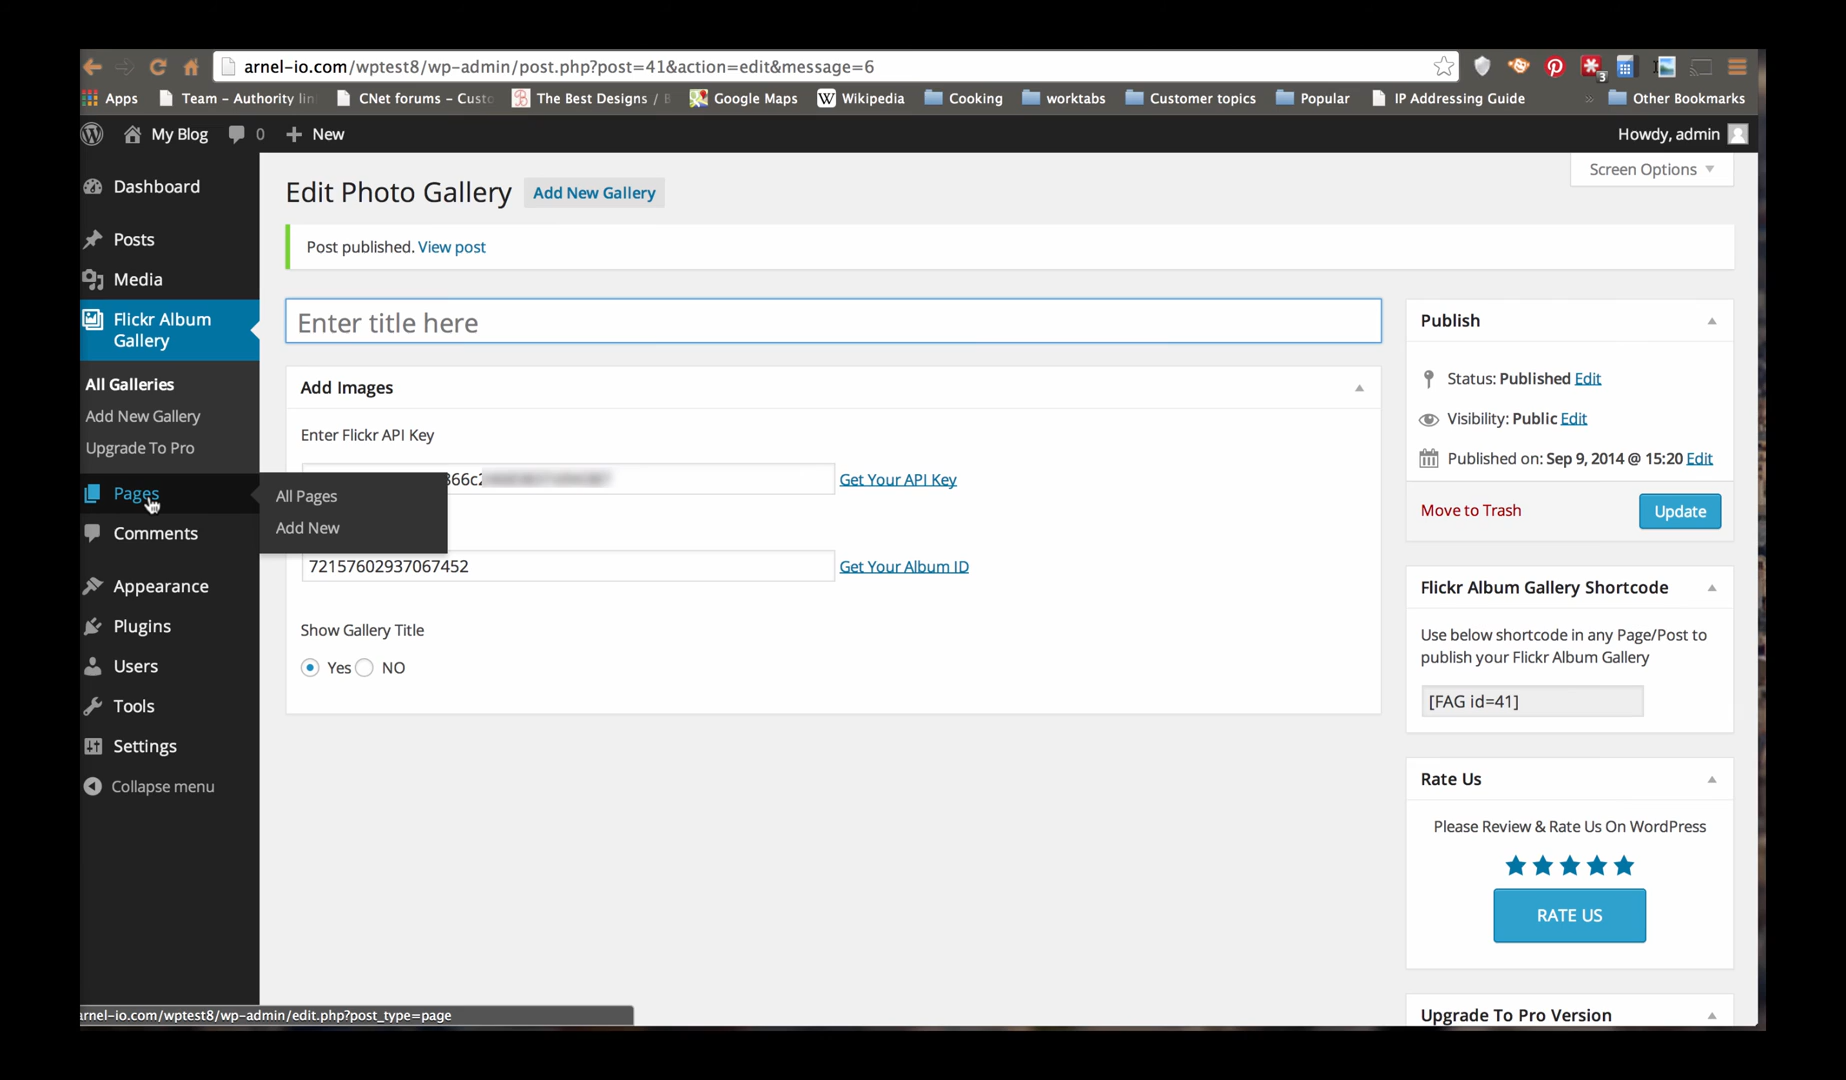 arnel-io.com/wptest8/wp-admin/post.php?post=41&action=edit&message=6
3
Apps Team – Authority lin CNet forums – Custo The Best Designs / B Google Maps Wikipedia Cooking worktabs Customer topics Popular IP Addressing Guide » Other Bookmarks
My Blog 0 + New Howdy, admin
Screen Options
Dashboard
Posts
Media
Flickr Album
Gallery
All Galleries
Add New Gallery
Upgrade To Pro
Pages
All Pages
Add New
Comments
Appearance
Plugins
Users
Tools
Settings
Collapse menu
Edit Photo Gallery Add New Gallery
Post published. View post
Enter title here
Add Images
Enter Flickr API Key
366c2 Get Your API Key
72157602937067452 Get Your Album ID
Show Gallery Title
Yes NO
Publish
Status: Published Edit
Visibility: Public Edit
Published on: Sep 9, 2014 @ 15:20 Edit
Move to Trash Update
Flickr Album Gallery Shortcode
Use below shortcode in any Page/Post to
publish your Flickr Album Gallery
[FAG id=41]
Rate Us
Please Review & Rate Us On WordPress
RATE US
Upgrade To Pro Version
arnel-io.com/wptest8/wp-admin/edit.php?post_type=page